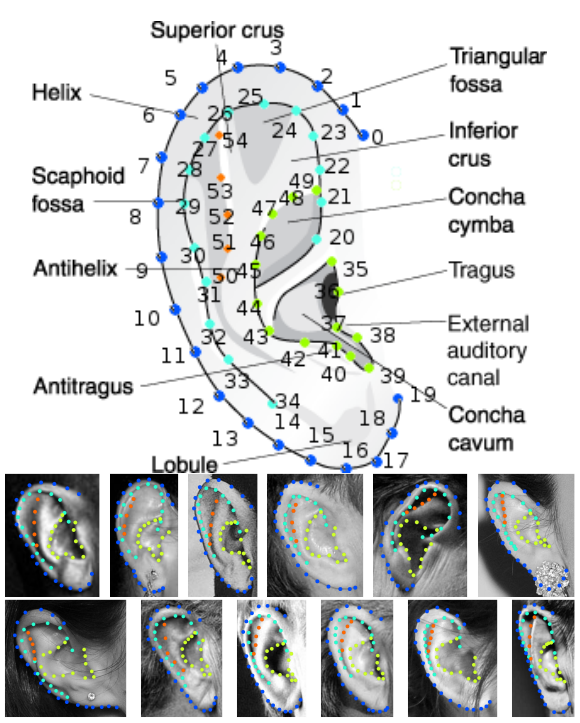 Superior crus
3
4
2
Triangular
fossa
5
Helix
25
1
6
26
24
23
0
54
27
Inferior
crus
7
28
22
49
53
48
21
Scaphoid
fossa
29
47
Concha
cymba
8
52
46
20
51
30
9
Antihelix
45
35
Tragus
50
36
31
44
10
37
32
43
38
External
auditory
canal
11
41
42
40
39
33
Antitragus
12
34
19
14
18
Concha
cavum
13
15
16
17
Lobule